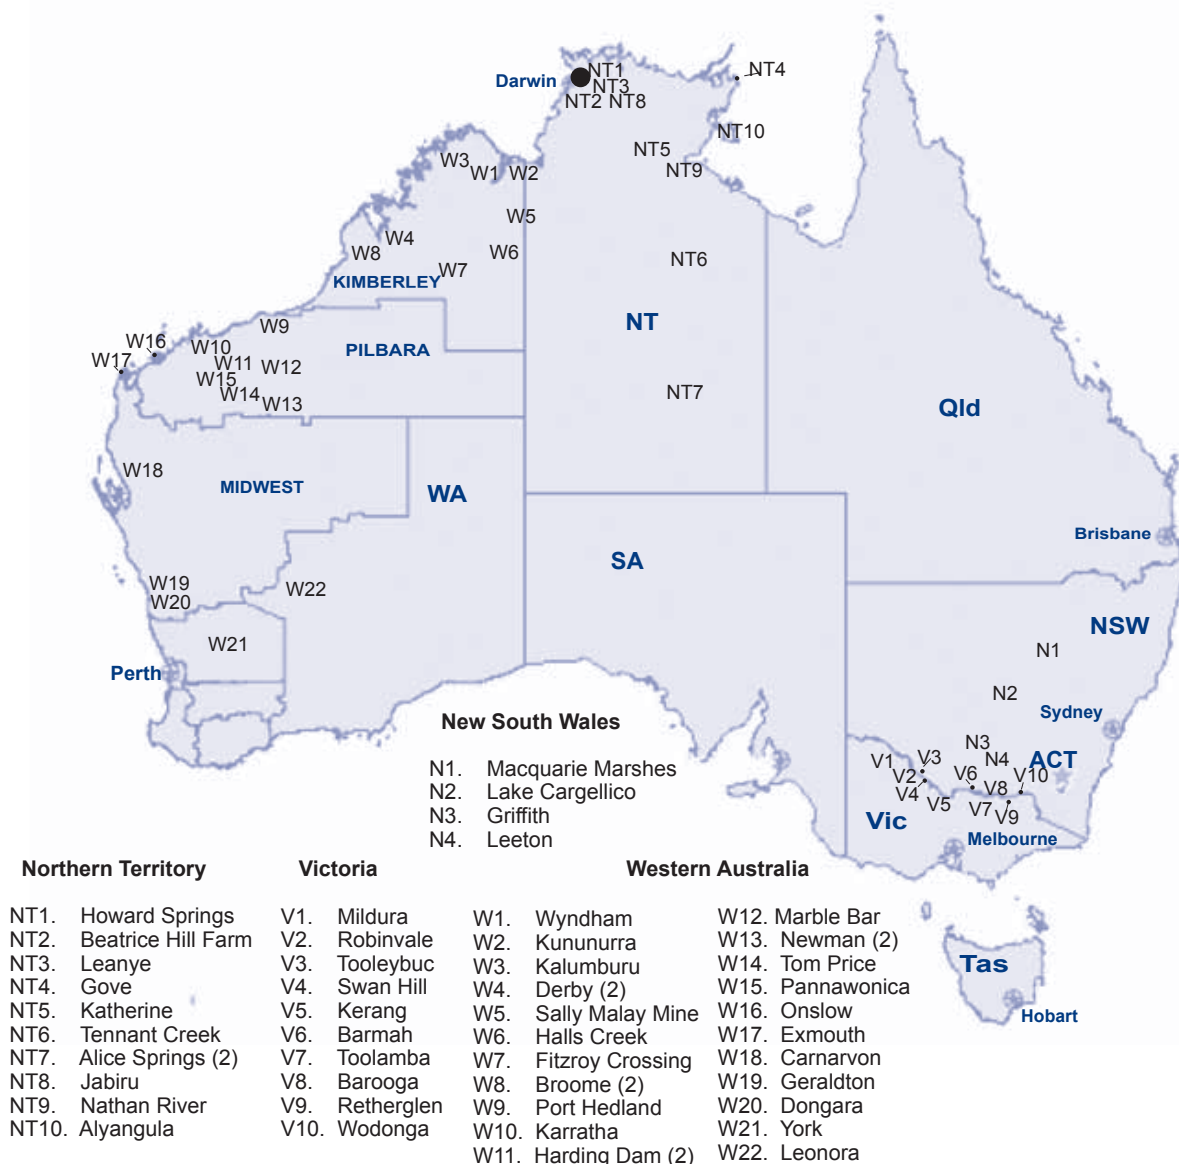 Darwin
NT1
NT3
NT2 NT8
NT4
NT10
NT5
NT9
W3
W1
W2
W5
W4
W8
W6
W7
KIMBERLEY
NT6
NT
W9
W16
W10
W17
W11
W12
PILBARA
W15
W14
W13
NT7
Qld
W18
MIDWEST
WA
Brisbane
SA
W19
W20
W22
NSW
W21
N1
Perth
N2
Sydney
New South Wales
N1. Macquarie Marshes
N2. Lake Cargellico
N3. Griffith
N4. Leeton
N3
N4
ACT
V1
V3
V2
V4
V6
V10
V5
V8
V7
V9
Vic
Melbourne
Tas
Hobart
Northern Territory
NT1. Howard Springs
NT2. Beatrice Hill Farm
NT3. Leanye
NT4. Gove
NT5. Katherine
NT6. Tennant Creek
NT7. Alice Springs (2)
NT8. Jabiru
NT9. Nathan River
NT10. Alyangula
Victoria
V1. Mildura
V2. Robinvale
V3. Tooleybuc
V4. Swan Hill
V5. Kerang
V6. Barmah
V7. Toolamba
V8. Barooga
V9. Retherglen
V10. Wodonga
Western Australia
W1. Wyndham
W2. Kununurra
W3. Kalumburu
W4. Derby (2)
W5. Sally Malay Mine
W6. Halls Creek
W7. Fitzroy Crossing
W8. Broome (2)
W9. Port Hedland
W10. Karratha
W11. Harding Dam (2)
W12. Marble Bar
W13. Newman (2)
W14. Tom Price
W15. Pannawonica
W16. Onslow
W17. Exmouth
W18. Carnarvon
W19. Geraldton
W20. Dongara
W21. York
W22. Leonora